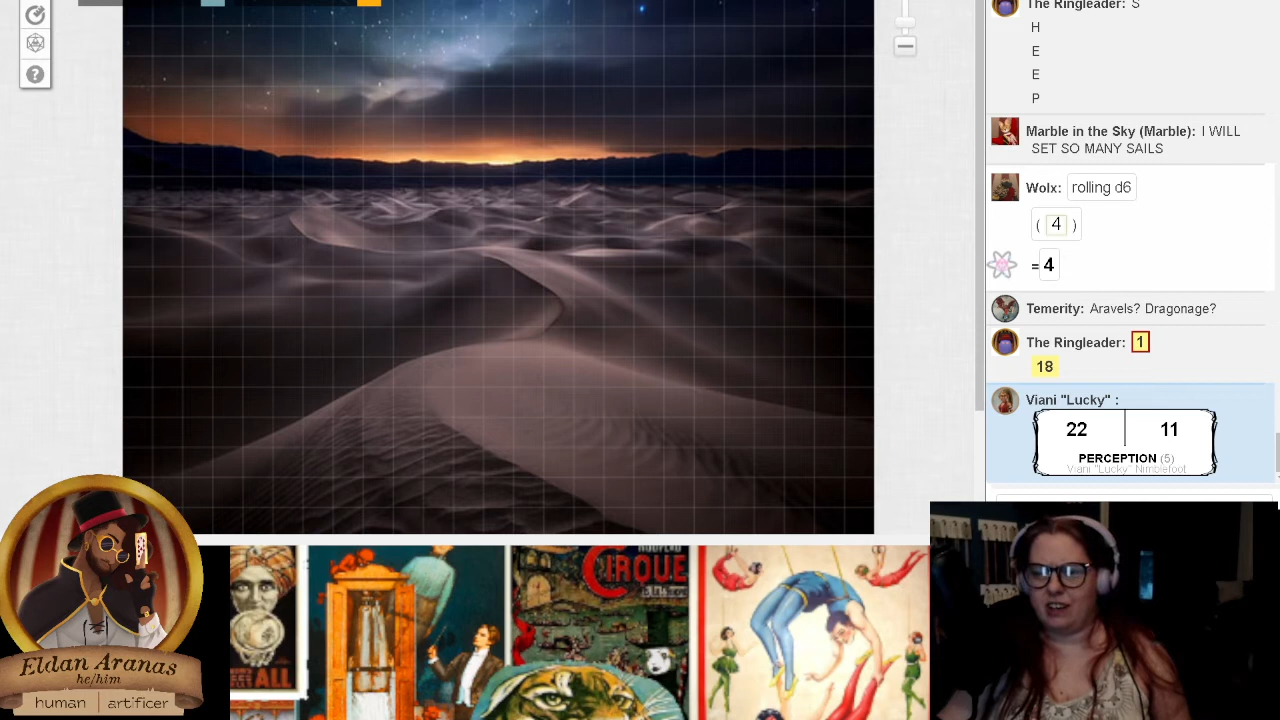 The Ringleader: S
H
E
E
P
Marble in the Sky (Marble): I WILL
SET SO MANY SAILS
Wolx: rolling d6
( 4 )
=4
Temerity: Aravels? Dragonage?
The Ringleader: 1
18
Viani "Lucky" :
22 11
PERCEPTION (5)
Viani "Lucky" Nimblefoot
CIRQUE
ALL
Eldan Aranas
he/him
human artificer